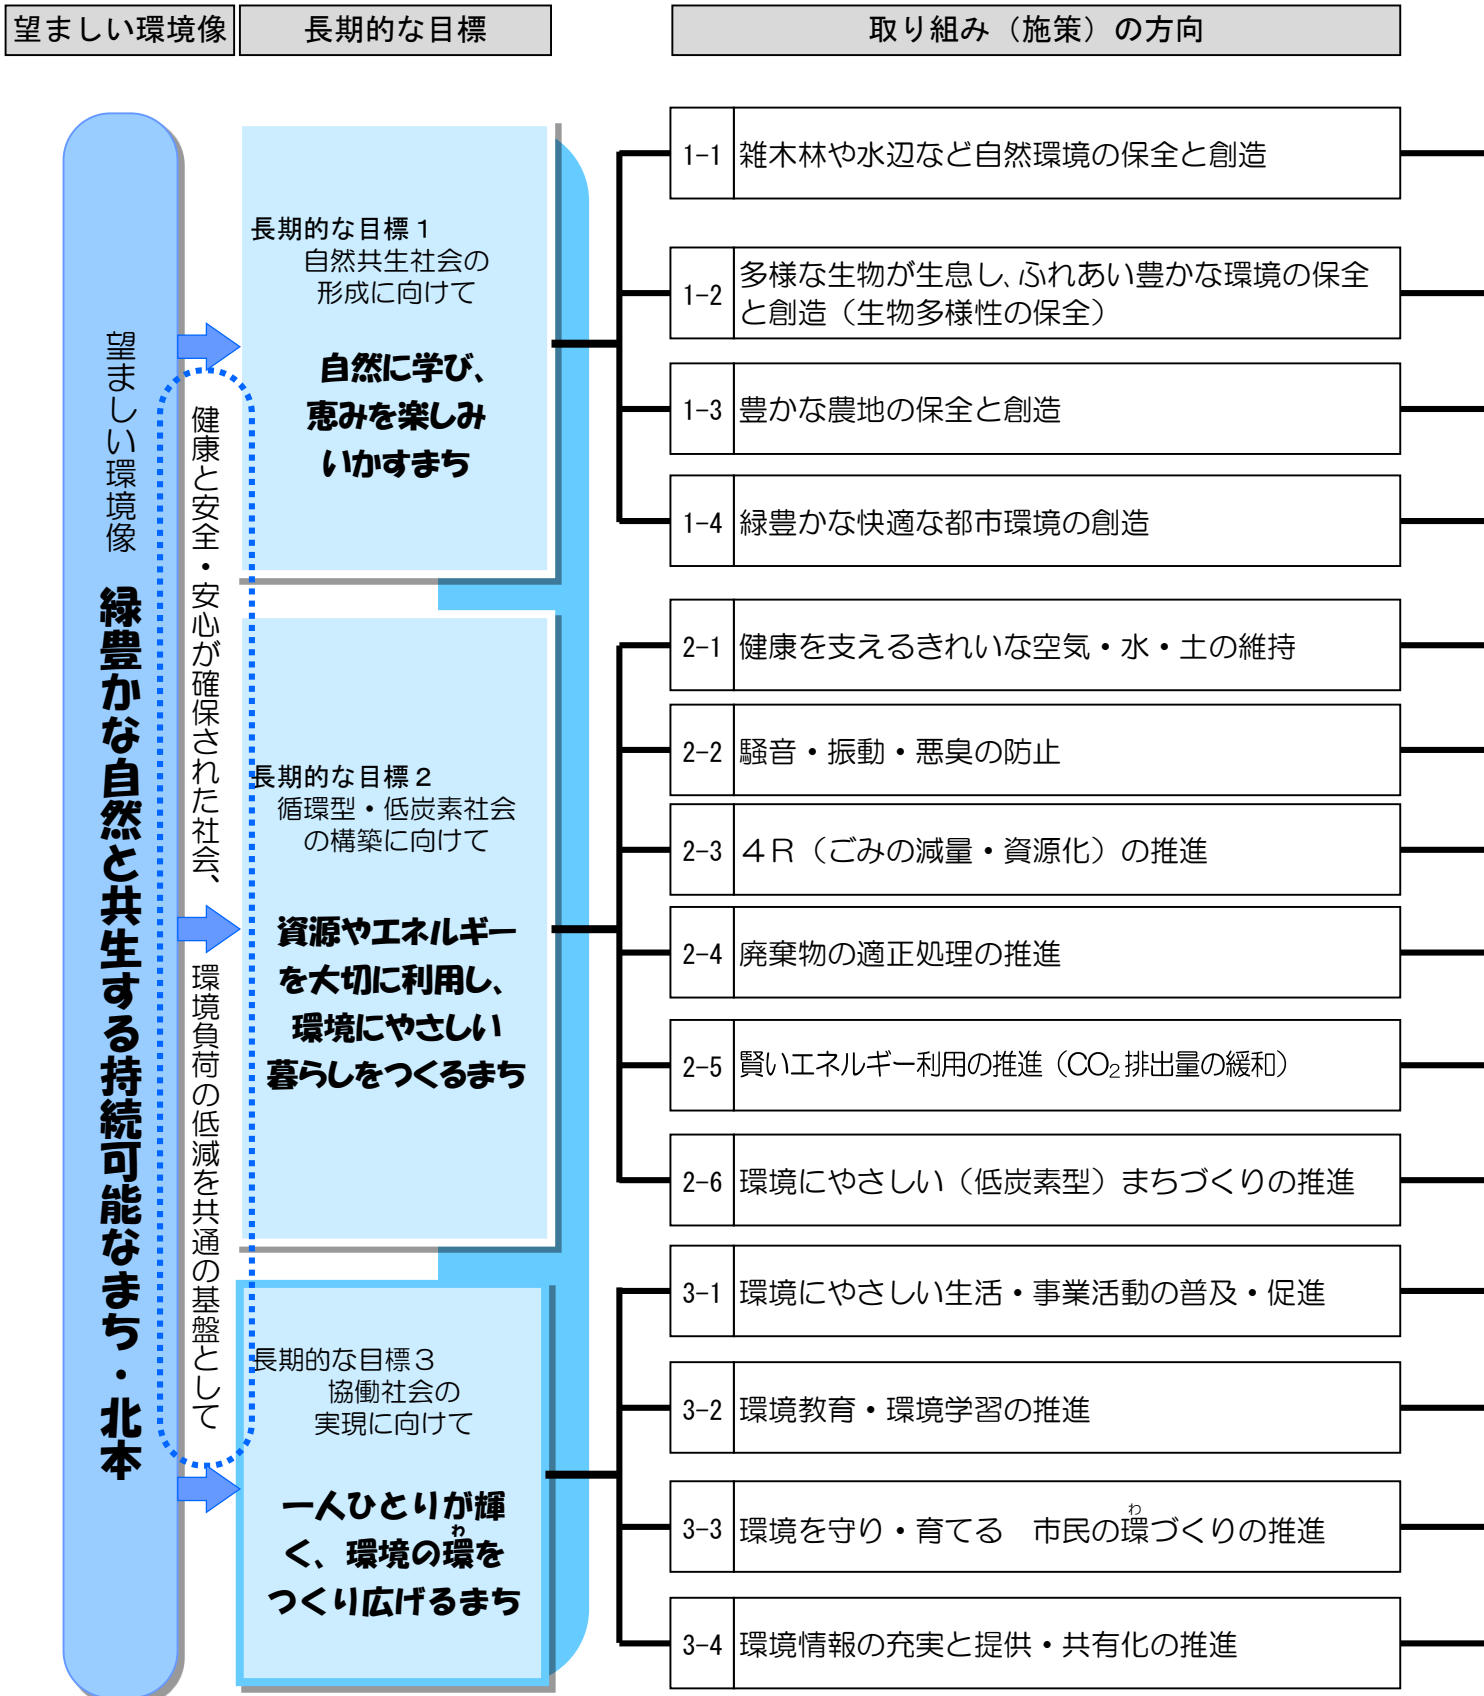 望ましい環境像
長期的な目標
取り組み（施策）の方向
望ましい環境像　緑豊かな自然と共生する持続可能なまち・北本
健康と安全・安心が確保された社会、環境負荷の低減を共通の基盤として
長期的な目標１
自然共生社会の
形成に向けて
自然に学び、
恵みを楽しみ
いかすまち
1-1 雑木林や水辺など自然環境の保全と創造
1-2 多様な生物が生息し、ふれあい豊かな環境の保全
と創造（生物多様性の保全）
1-3 豊かな農地の保全と創造
1-4 緑豊かな快適な都市環境の創造
長期的な目標２
循環型・低炭素社会
の構築に向けて
資源やエネルギー
を大切に利用し、
環境にやさしい
暮らしをつくるまち
2-1 健康を支えるきれいな空気・水・土の維持
2-2 騒音・振動・悪臭の防止
2-3 ４Ｒ（ごみの減量・資源化）の推進
2-4 廃棄物の適正処理の推進
2-5 賢いエネルギー利用の推進（CO₂排出量の緩和）
2-6 環境にやさしい（低炭素型）まちづくりの推進
長期的な目標３
協働社会の
実現に向けて
一人ひとりが輝
わ
く、環境の環を
つくり広げるまち
3-1 環境にやさしい生活・事業活動の普及・促進
3-2 環境教育・環境学習の推進
わ
3-3 環境を守り・育てる　市民の環づくりの推進
3-4 環境情報の充実と提供・共有化の推進